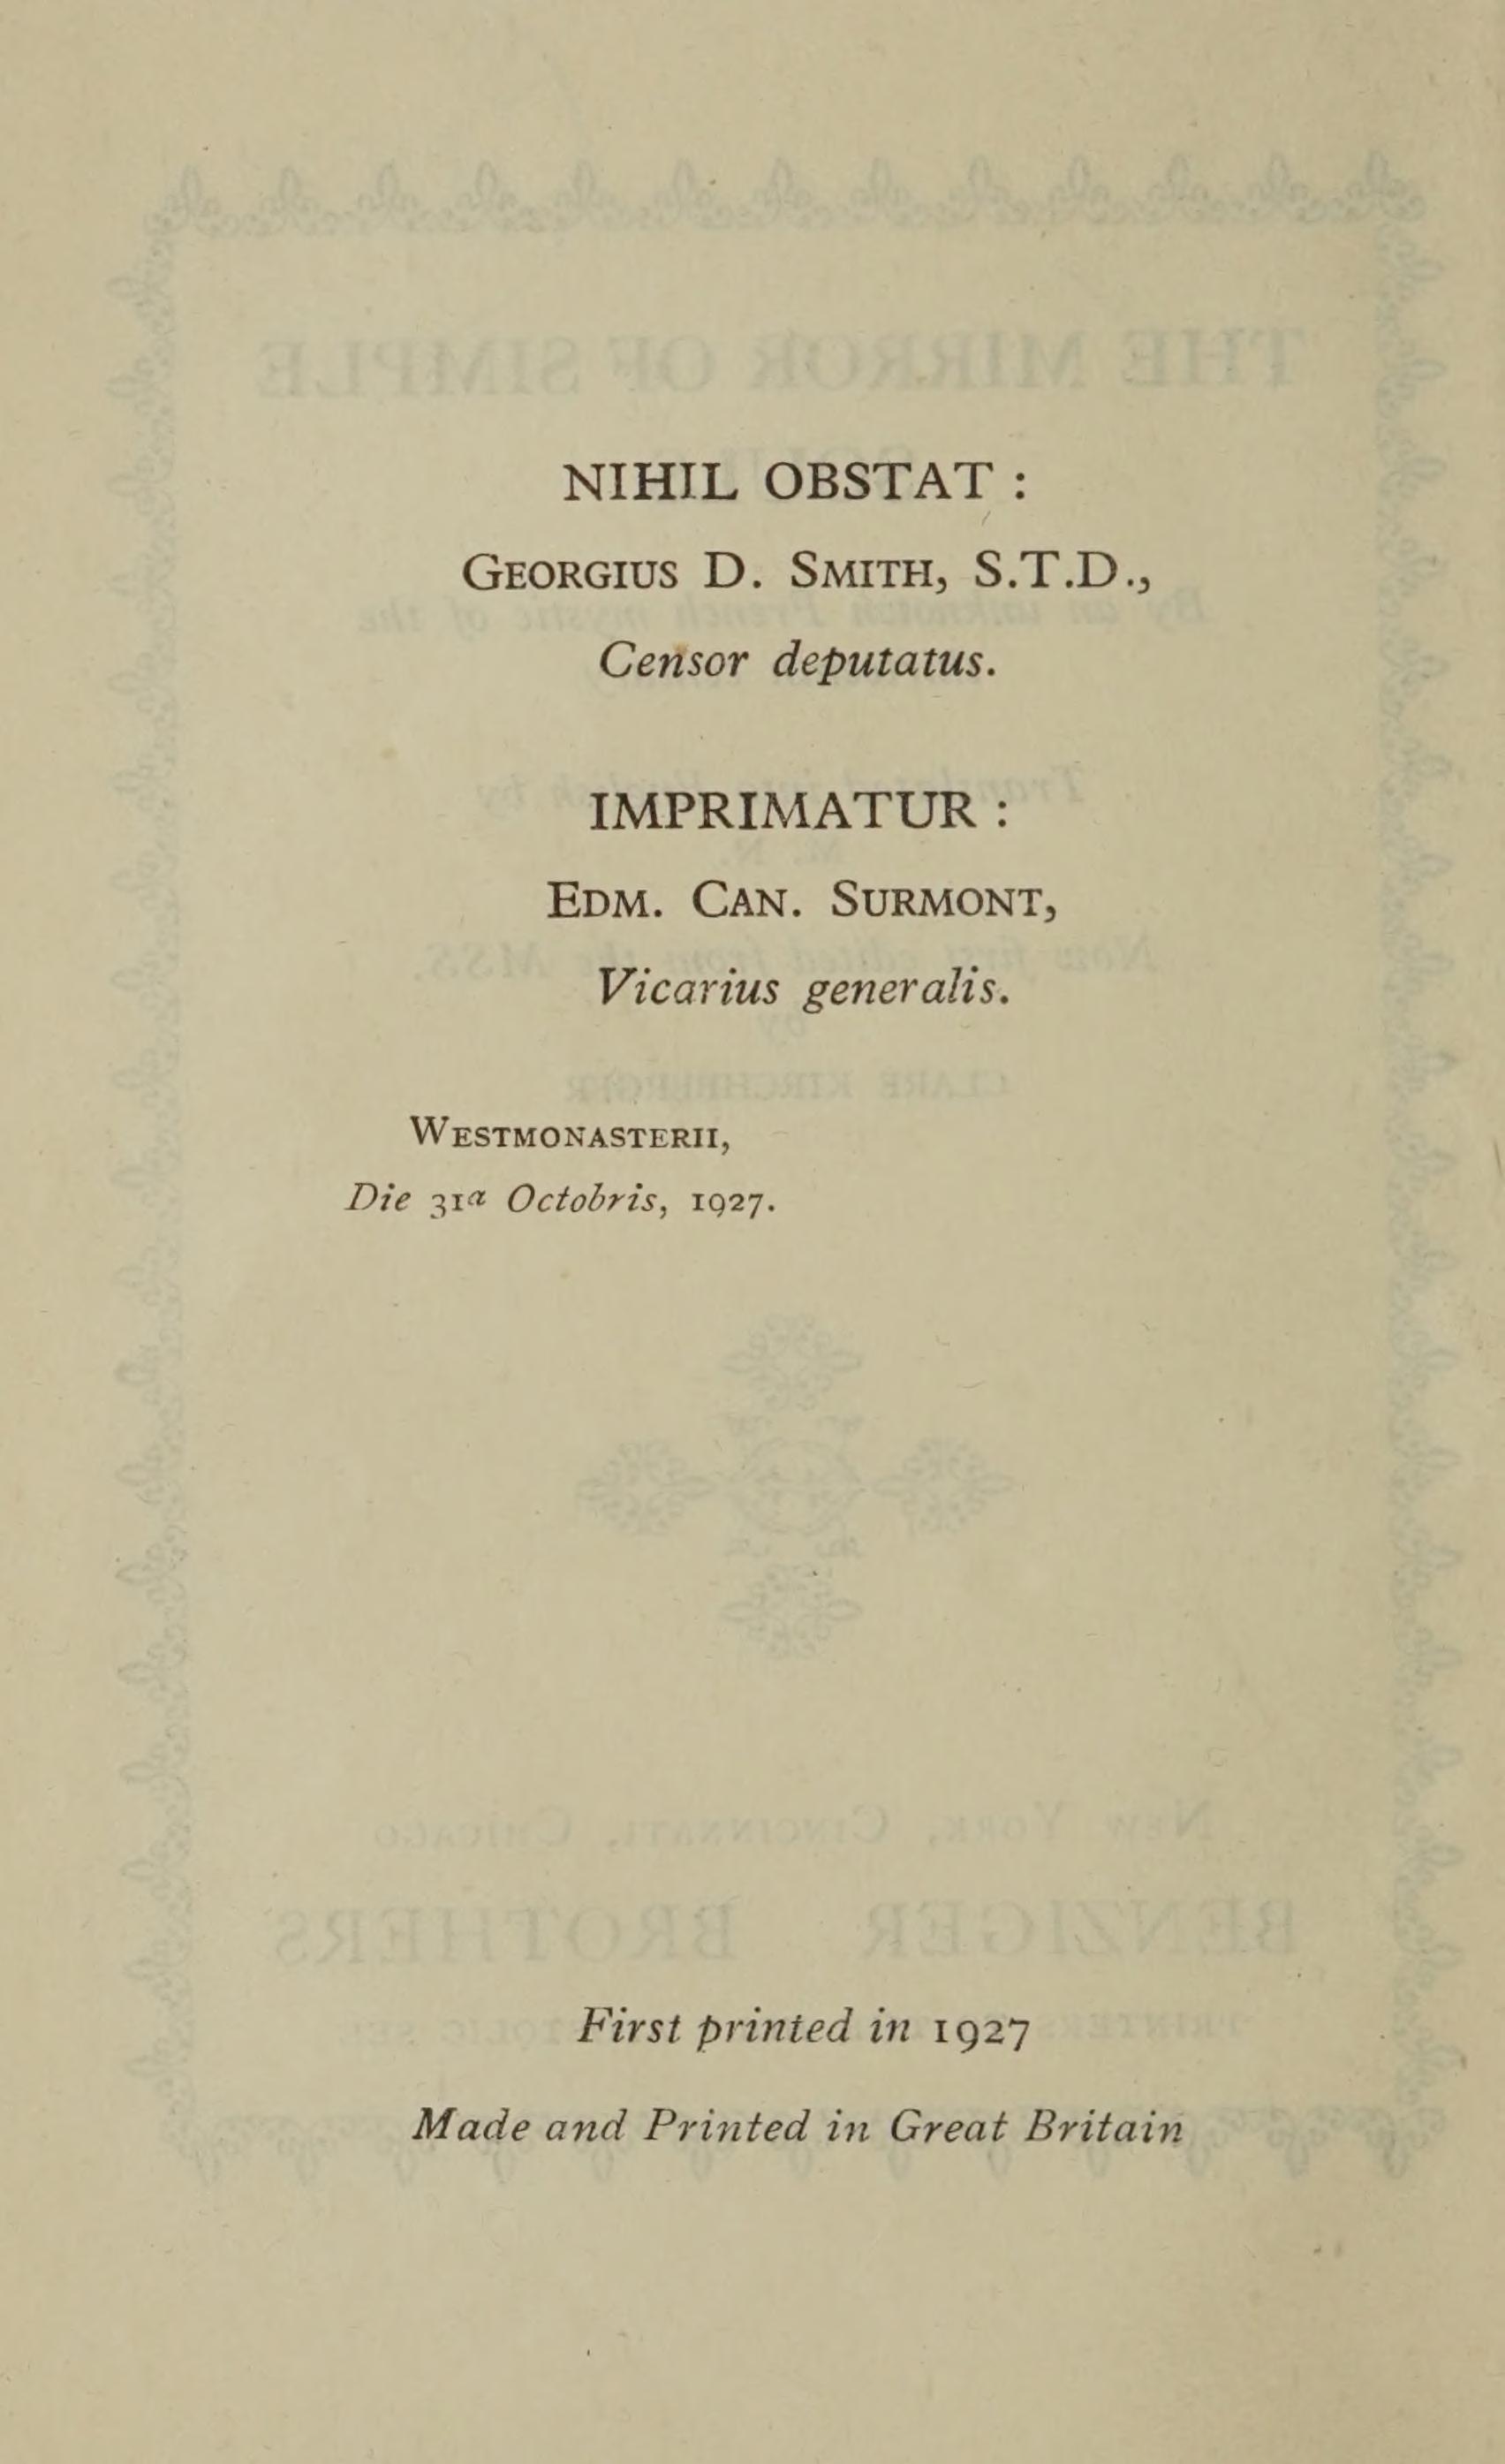 NIHIL OBSTAT :
GEORGIUS D. SMITH, S.T.D.,
Censor deputatus.
IMPRIMATUR :
EDM. CAN. SURMONT,
Vicarius generalis.
WESTMONASTERII,
Die 31a Octobris, 1927.
First printed in 1927
Made and Printed in Great Britain